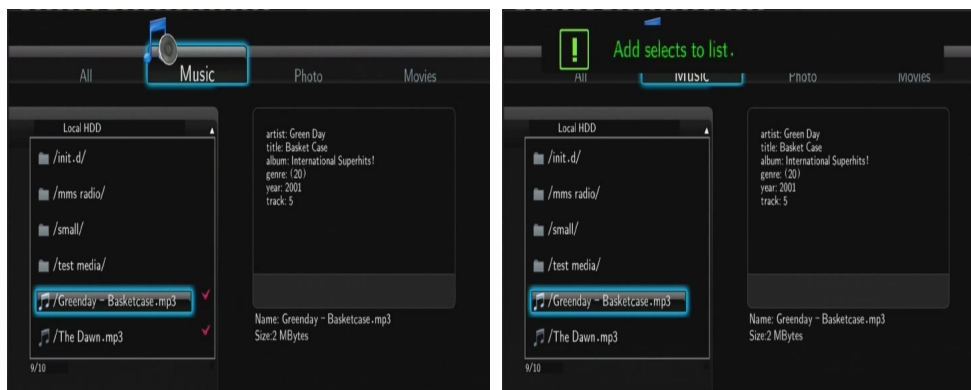 All
Music
Photo
Movies
Local HDD
/init.d/
/mms radio/
/small/
/test media/
/Greenday - Basketcase.mp3
/The Dawn.mp3
9/10
artist: Green Day
title: Basket Case
album: International Superhits!
genre: (20)
year: 2001
track: 5
Name: Greenday - Basketcase.mp3
Size:2 MBytes
! Add selects to list.
All
Music
Photo
Movies
Local HDD
/init.d/
/mms radio/
/small/
/test media/
/Greenday - Basketcase.mp3
/The Dawn.mp3
9/10
artist: Green Day
title: Basket Case
album: International Superhits!
genre: (20)
year: 2001
track: 5
Name: Greenday - Basketcase.mp3
Size:2 MBytes